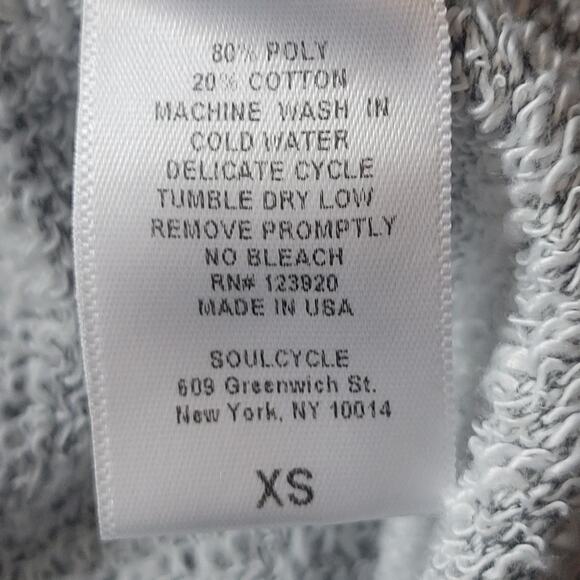 80% POLY
20% COTTON
MACHINE WASH IN
COLD WATER
DELICATE CYCLE
TUMBLE DRY LOW
REMOVE PROMPTLY
NO BLEACH
RN# 123920
MADE IN USA
SOULCYCLE
609 Greenwich St.
New York, NY 10014
XS